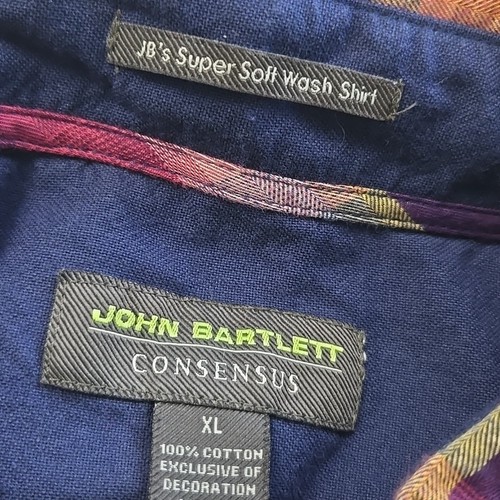 JB's Super Soft Wash Shirt
JOHN BARTLETT
CONSENSUS
XL
100% COTTON
EXCLUSIVE OF
DECORATION